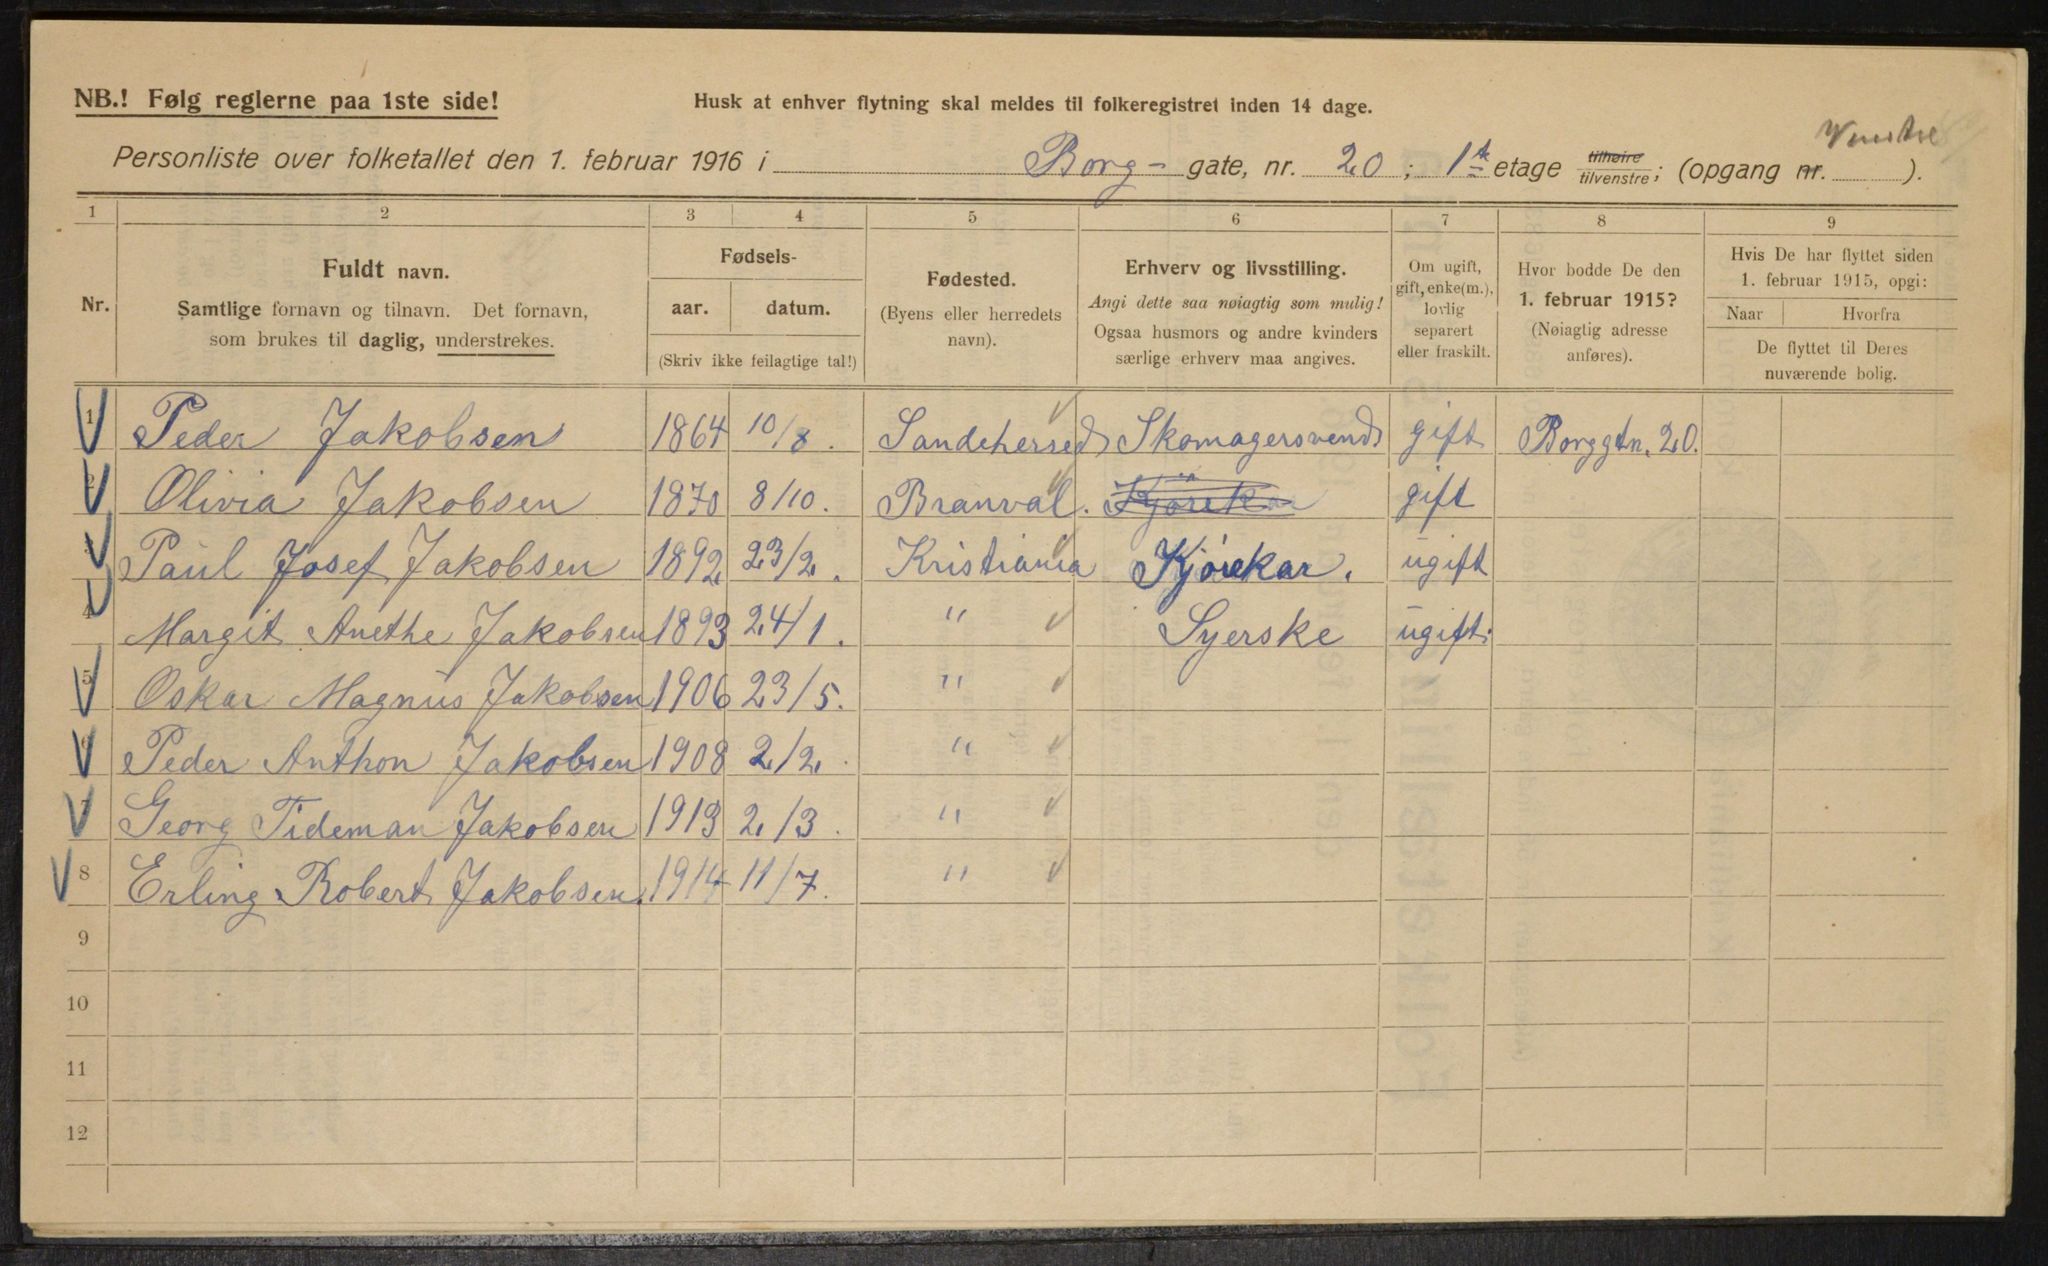 NB.! Følg reglerne paa 1ste side!
Husk at enhver flytning skal meldes til folkeregistret inden 14 dage.
Venstre
Personliste over folketallet den 1. februar 1916 i Borg- gate, nr. 20; 1ste etage tilhøire tilvenstre; (opgang nr. ).
1 2 3 4 5 6 7 8 9
Nr.
Fuldt navn.
Samtlige fornavn og tilnavn. Det fornavn,
som brukes til daglig, understrekes.
Fødsels-
aar. datum.
(Skriv ikke feilagtige tal!)
Fødested.
(Byens eller herredets
navn).
Erhverv og livsstilling.
Angi dette saa nøiagtig som mulig!
Ogsaa husmors og andre kvinders
særlige erhverv maa angives.
Om ugift,
gift, enke(m.),
lovlig
separert
eller fraskilt.
Hvor bodde De den
1. februar 1915?
(Nøiagtig adresse
anføres).
Hvis De har flyttet siden
1. februar 1915, opgi:
Naar Hvorfra
De flyttet til Deres
nuværende bolig.
1 Peder Jakobsen 1864 10/8. Sandeherred Skomagersvend gift Borggtn. 20.
2 Olivia Jakobsen 1870 8/10. Branval. Kjørekar gift
3 Paul Josef Jakobsen 1892 23/2. Kristiania Kjørekar. ugift
4 Margit Anethe Jakobsen 1893 24/1. " Syerske ugift.
5 Oskar Magnus Jakobsen 1906 23/5. "
6 Peder Anthon Jakobsen 1908 2/2. "
7 Georg Tideman Jakobsen 1913 2/3. "
8 Erling Robert Jakobsen. 1914 11/7. "
9
10
11
12